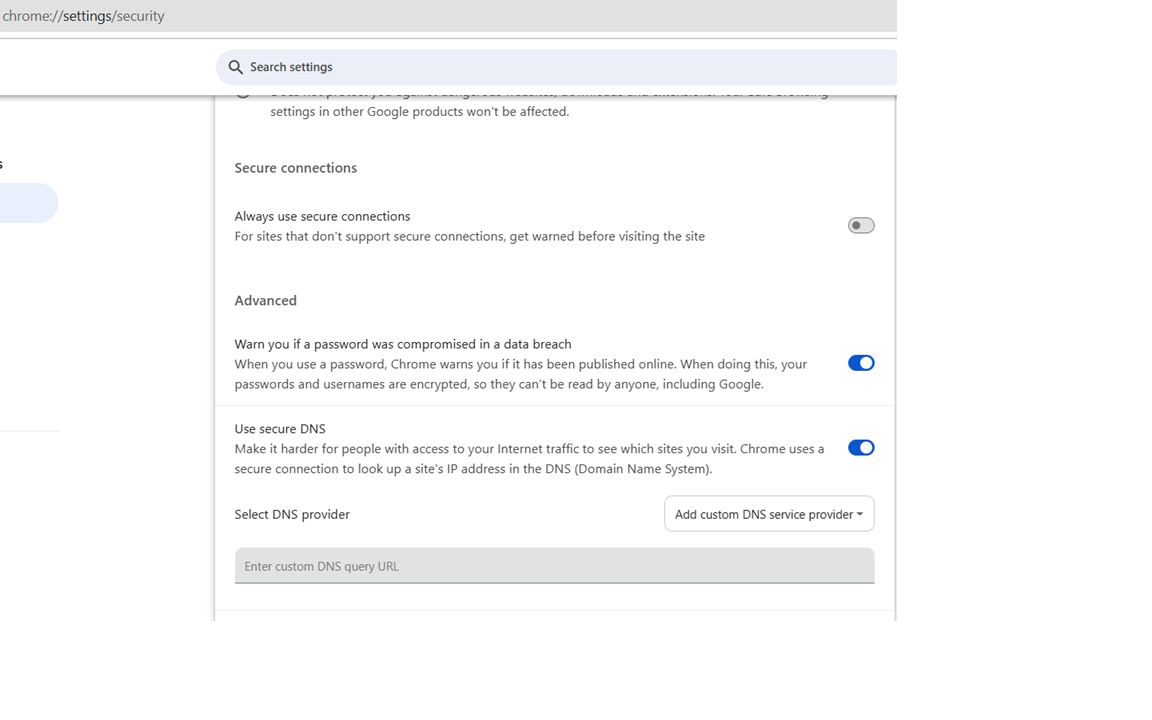 chrome://settings/security
Search settings
settings in other Google products won't be affected.
Secure connections
Always use secure connections
For sites that don't support secure connections, get warned before visiting the site
Advanced
Warn you if a password was compromised in a data breach
When you use a password, Chrome warns you if it has been published online. When doing this, your
passwords and usernames are encrypted, so they can't be read by anyone, including Google.
Use secure DNS
Make it harder for people with access to your Internet traffic to see which sites you visit. Chrome uses a
secure connection to look up a site's IP address in the DNS (Domain Name System).
Select DNS provider
Add custom DNS service provider
Enter custom DNS query URL